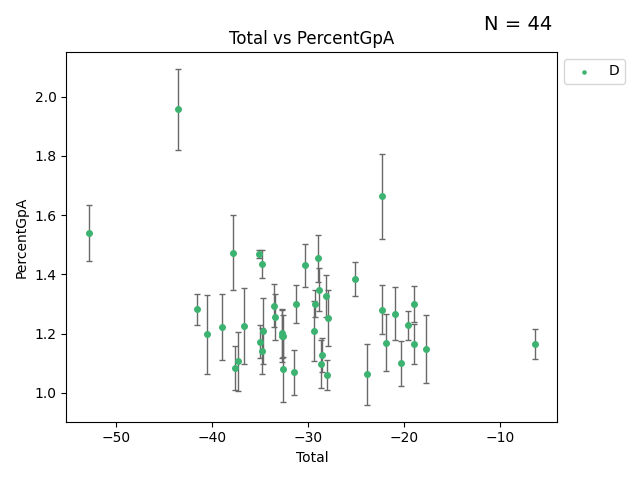 N = 44
Total vs PercentGpA
D
PercentGpA
2.0
1.8
1.6
1.4
1.2
1.0
−50
−40
−30
−20
−10
Total